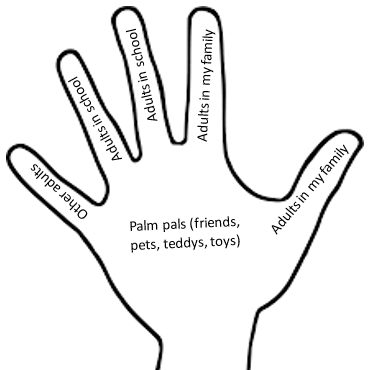 Other adults
Adults in school
Adults in school
Adults in my family
Adults in my family
Palm pals (friends,
pets, teddys, toys)